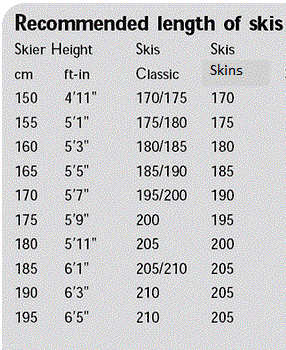 Recommended length of skis
Skier Height Skis Skis
cm ft-in Classic Skins
150 4'11" 170/175 170
155 5'1" 175/180 175
160 5'3" 180/185 180
165 5'5" 185/190 185
170 5'7" 195/200 190
175 5'9" 200 195
180 5'11" 205 200
185 6'1" 205/210 205
190 6'3" 210 205
195 6'5" 210 205